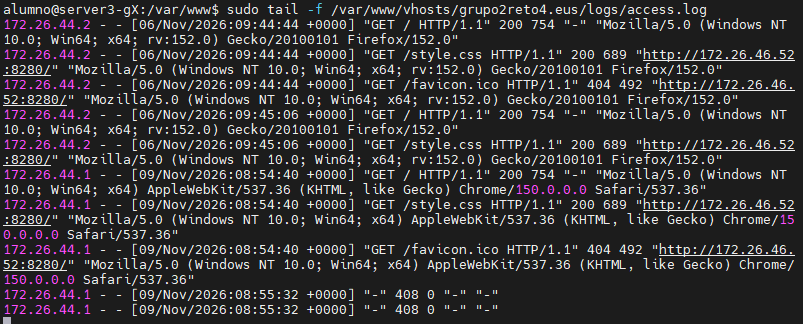 alumno@server3-gX:/var/www$ sudo tail -f /var/www/vhosts/grupo2reto4.eus/logs/access.log
172.26.44.2 - - [06/Nov/2026:09:44:44 +0000] "GET / HTTP/1.1" 200 754 "-" "Mozilla/5.0 (Windows NT
10.0; Win64; x64; rv:152.0) Gecko/20100101 Firefox/152.0"
172.26.44.2 - - [06/Nov/2026:09:44:44 +0000] "GET /style.css HTTP/1.1" 200 689 "http://172.26.46.52
:8280/" "Mozilla/5.0 (Windows NT 10.0; Win64; x64; rv:152.0) Gecko/20100101 Firefox/152.0"
172.26.44.2 - - [06/Nov/2026:09:44:44 +0000] "GET /favicon.ico HTTP/1.1" 404 492 "http://172.26.46.
52:8280/" "Mozilla/5.0 (Windows NT 10.0; Win64; x64; rv:152.0) Gecko/20100101 Firefox/152.0"
172.26.44.2 - - [06/Nov/2026:09:45:06 +0000] "GET / HTTP/1.1" 200 754 "-" "Mozilla/5.0 (Windows NT
10.0; Win64; x64; rv:152.0) Gecko/20100101 Firefox/152.0"
172.26.44.2 - - [06/Nov/2026:09:45:06 +0000] "GET /style.css HTTP/1.1" 200 689 "http://172.26.46.52
:8280/" "Mozilla/5.0 (Windows NT 10.0; Win64; x64; rv:152.0) Gecko/20100101 Firefox/152.0"
172.26.44.1 - - [09/Nov/2026:08:54:40 +0000] "GET / HTTP/1.1" 200 754 "-" "Mozilla/5.0 (Windows NT
10.0; Win64; x64) AppleWebKit/537.36 (KHTML, like Gecko) Chrome/150.0.0.0 Safari/537.36"
172.26.44.1 - - [09/Nov/2026:08:54:40 +0000] "GET /style.css HTTP/1.1" 200 689 "http://172.26.46.52
:8280/" "Mozilla/5.0 (Windows NT 10.0; Win64; x64) AppleWebKit/537.36 (KHTML, like Gecko) Chrome/15
0.0.0.0 Safari/537.36"
172.26.44.1 - - [09/Nov/2026:08:54:40 +0000] "GET /favicon.ico HTTP/1.1" 404 492 "http://172.26.46.
52:8280/" "Mozilla/5.0 (Windows NT 10.0; Win64; x64) AppleWebKit/537.36 (KHTML, like Gecko) Chrome/
150.0.0.0 Safari/537.36"
172.26.44.1 - - [09/Nov/2026:08:55:32 +0000] "-" 408 0 "-" "-"
172.26.44.1 - - [09/Nov/2026:08:55:32 +0000] "-" 408 0 "-" "-"